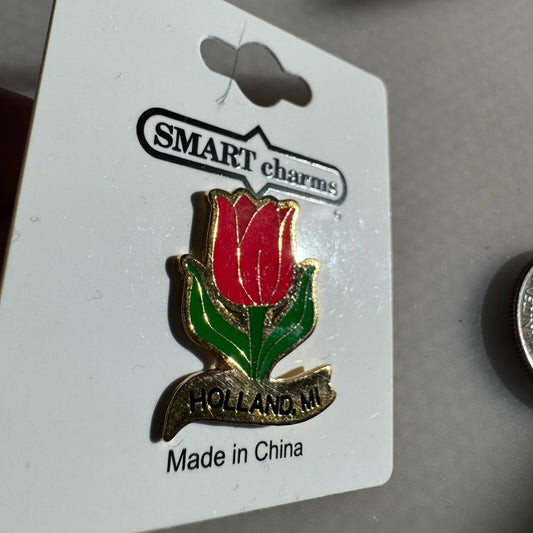 SMART charms
HOLLAND, MI
Made in China